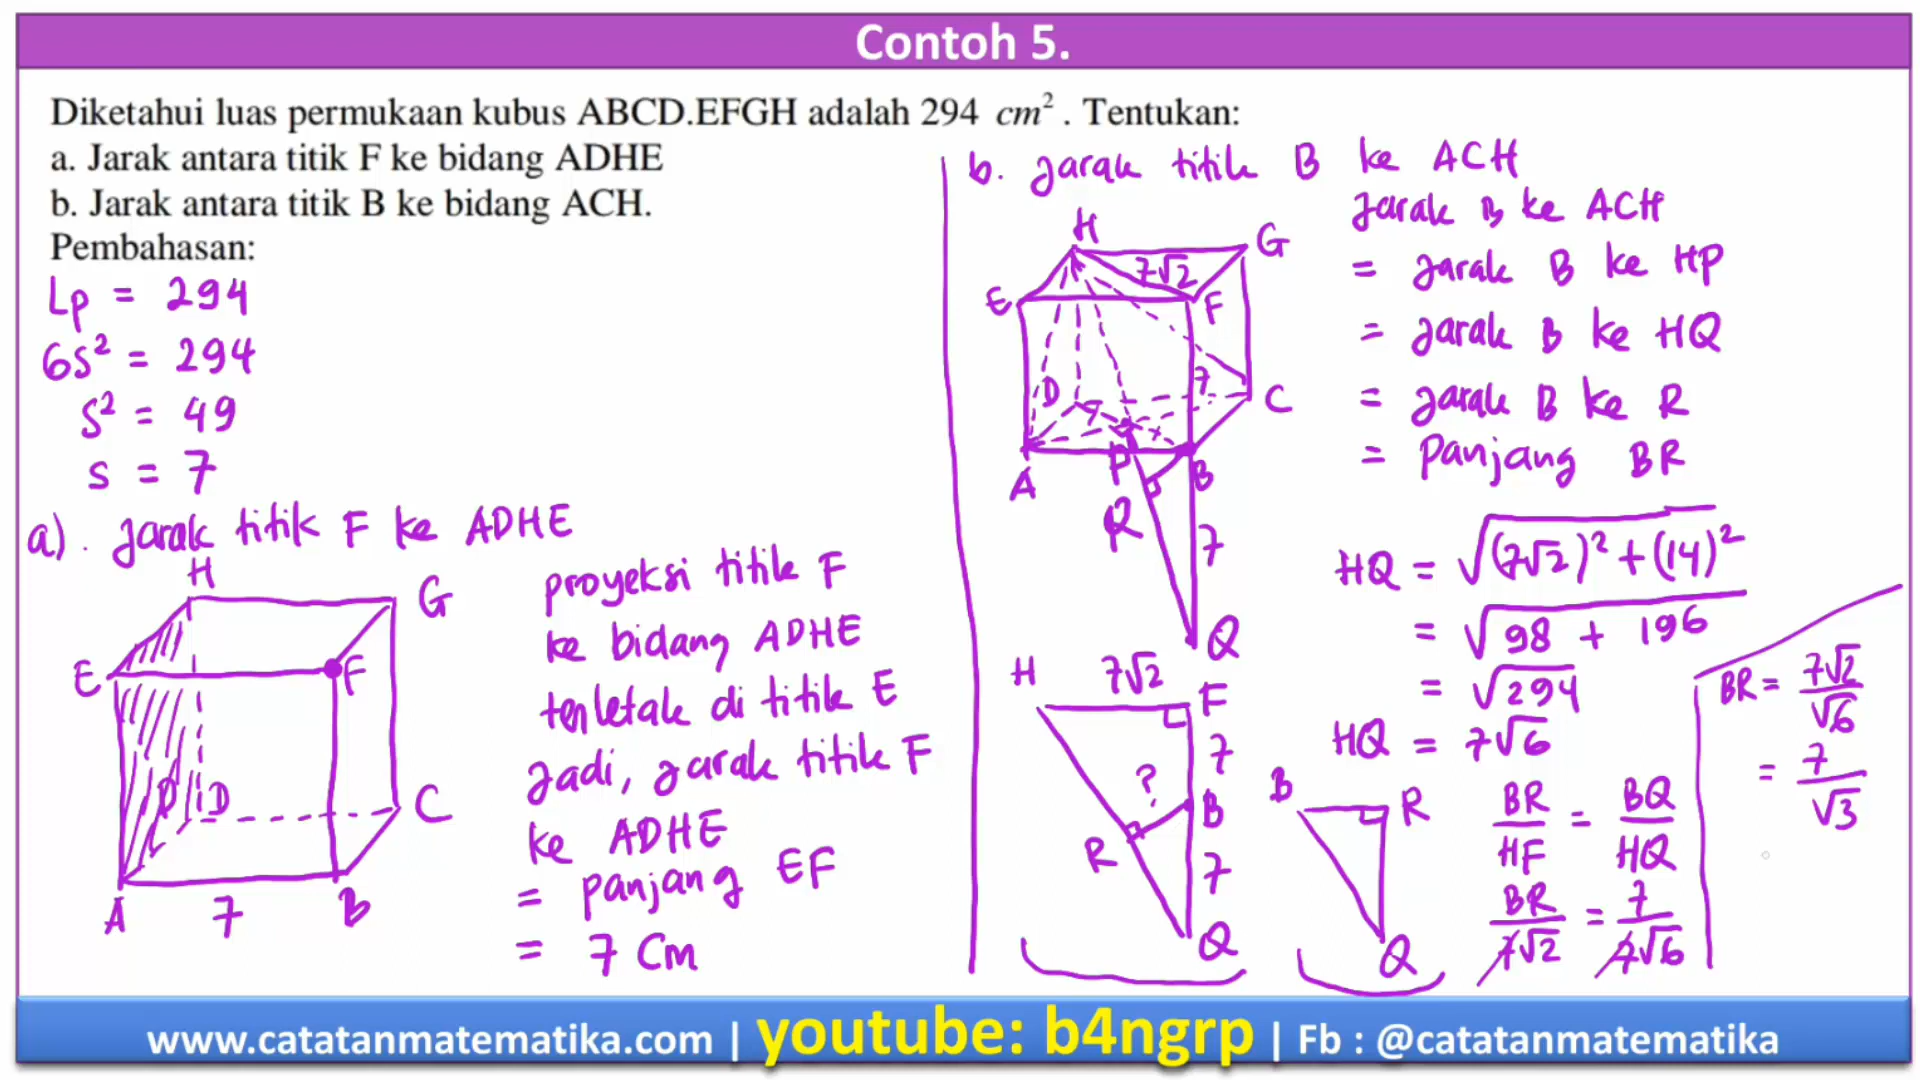 Contoh 5.
Diketahui luas permukaan kubus ABCD.EFGH adalah 294 cm². Tentukan:
a. Jarak antara titik F ke bidang ADHE
b. Jarak antara titik B ke bidang ACH.
Pembahasan:
Lp = 294
6s² = 294
s² = 49
s = 7
a). Jarak titik F ke ADHE
H
G
E
F
D
C
A
7
B
proyeksi titik F
ke bidang ADHE
terletak di titik E
Jadi, jarak titik F
ke ADHE
= panjang EF
= 7 cm
b. Jarak titik B ke ACH
H
G
7√2
E
F
D
7
C
A
P
B
R
7
Q
Jarak B ke ACH
= Jarak B ke HP
= Jarak B ke HQ
= Jarak B ke R
= Panjang BR
H
7√2
F
7
?
B
R
7
Q
B
R
Q
HQ = √(7√2)² + (14)²
= √98 + 196
= √294
HQ = 7√6
BR/HF = BQ/HQ
BR/7√2 = 7/7√6
BR = 7√2/√6
= 7/√3
www.catatanmatematika.com | youtube: b4ngrp | Fb : @catatanmatematika